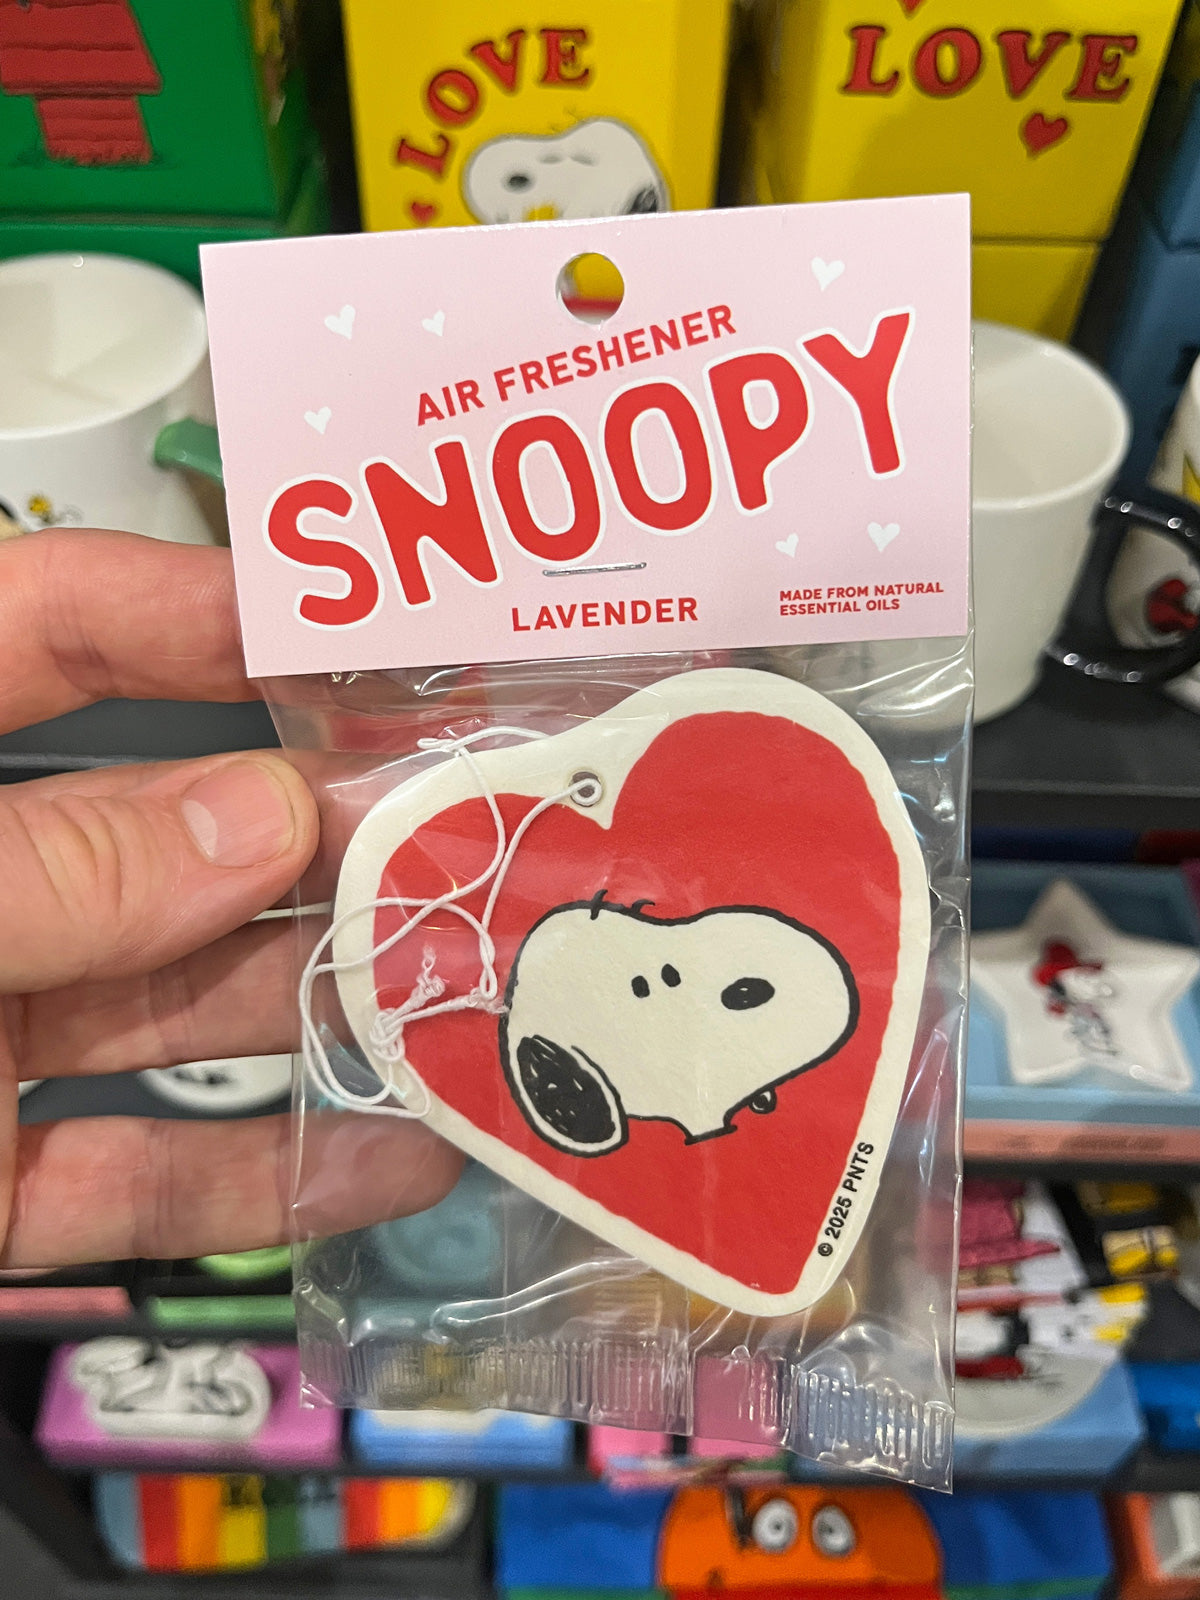 LOVE
LOVE
AIR FRESHENER
SNOOPY
LAVENDER
MADE FROM NATURAL
ESSENTIAL OILS
© 2025 PNTS